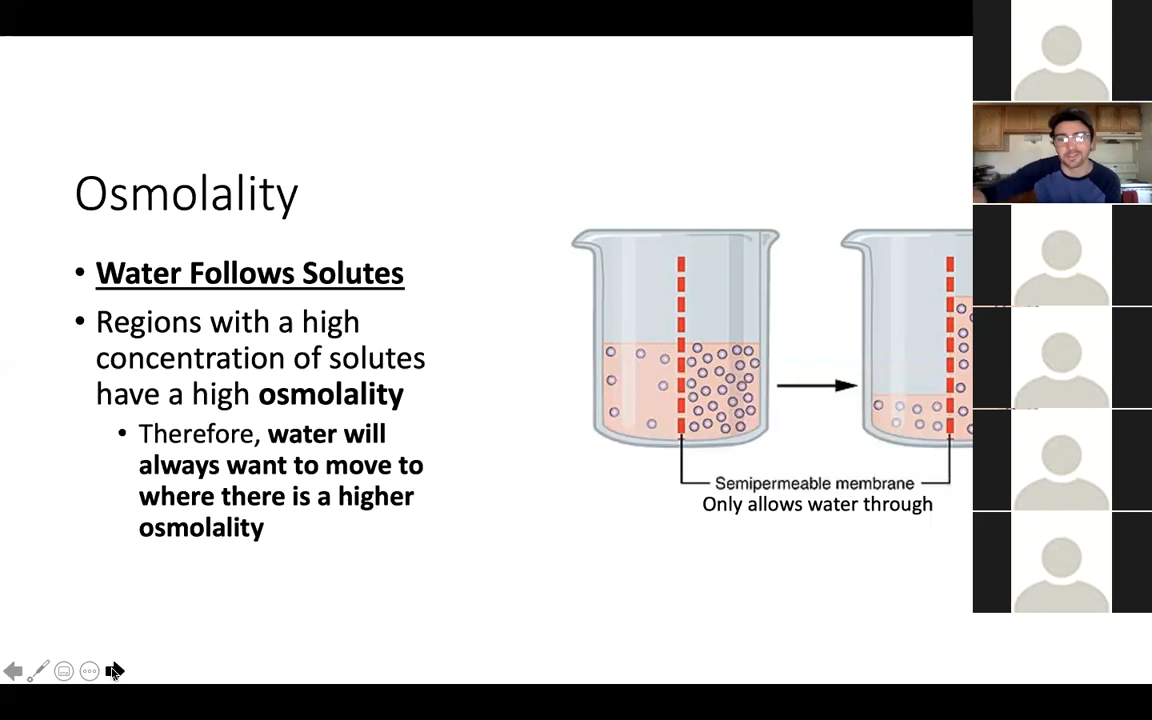 Osmolality
• Water Follows Solutes
• Regions with a high
concentration of solutes
have a high osmolality
• Therefore, water will
always want to move to
where there is a higher
osmolality
Semipermeable membrane
Only allows water through